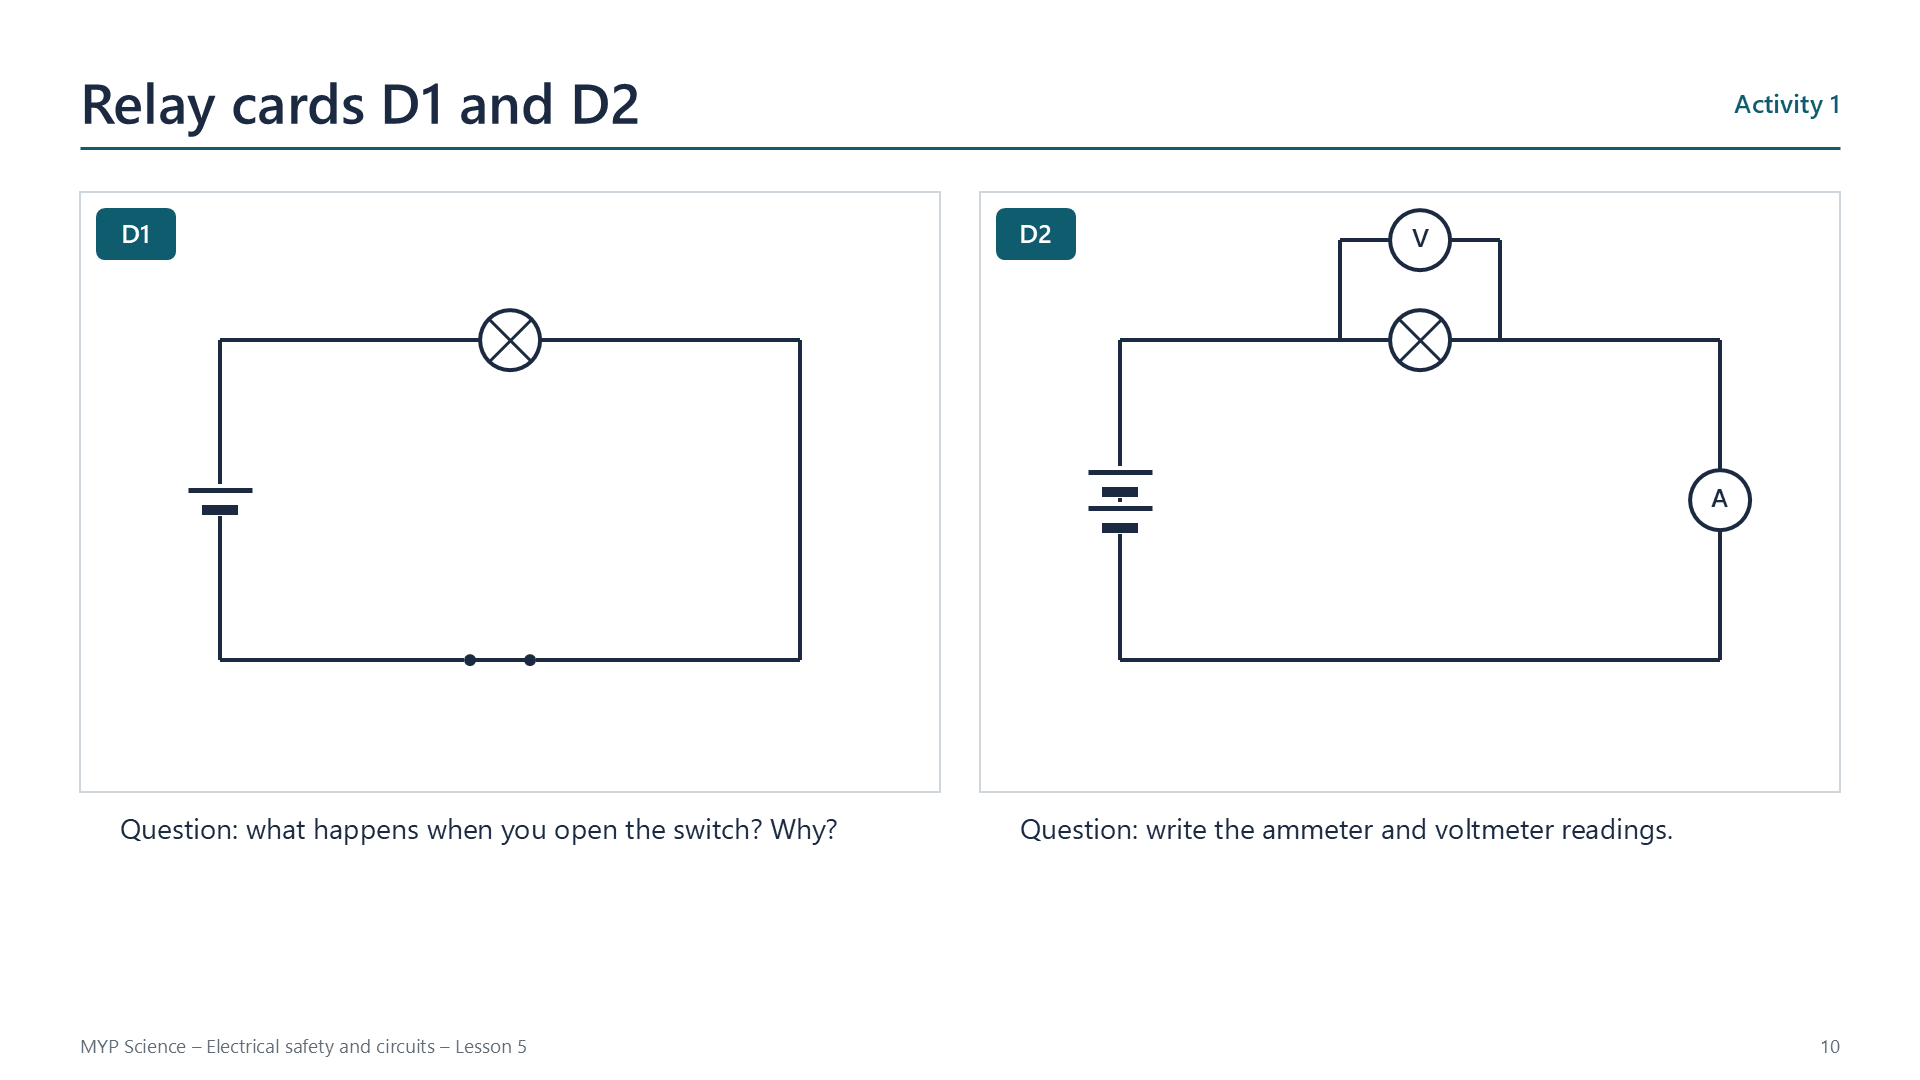 Relay cards D1 and D2
Activity 1
D1
D2
V
A
Question: what happens when you open the switch? Why?
Question: write the ammeter and voltmeter readings.
MYP Science – Electrical safety and circuits – Lesson 5
10